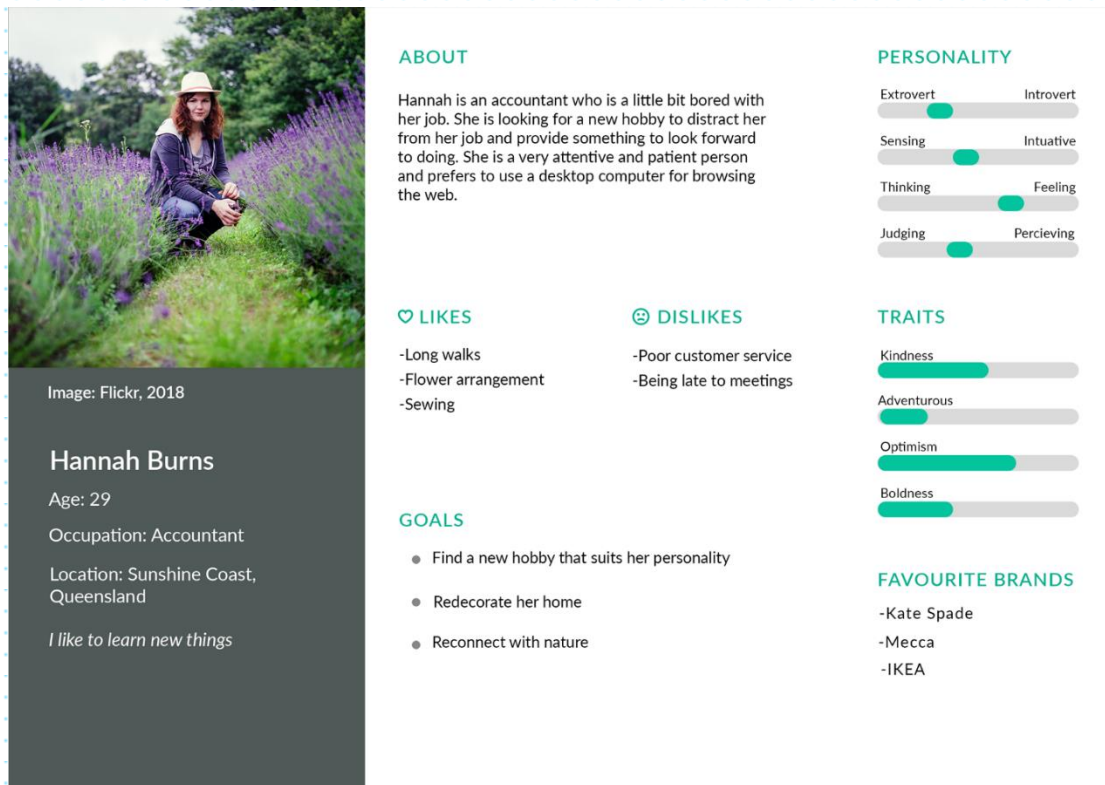 Image: Flickr, 2018
Hannah Burns
Age: 29
Occupation: Accountant
Location: Sunshine Coast,
Queensland
I like to learn new things
ABOUT
Hannah is an accountant who is a little bit bored with
her job. She is looking for a new hobby to distract her
from her job and provide something to look forward
to doing. She is a very attentive and patient person
and prefers to use a desktop computer for browsing
the web.
LIKES
-Long walks
-Flower arrangement
-Sewing
DISLIKES
-Poor customer service
-Being late to meetings
GOALS
Find a new hobby that suits her personality
Redecorate her home
Reconnect with nature
PERSONALITY
Extrovert Introvert
Sensing Intuative
Thinking Feeling
Judging Percieving
TRAITS
Kindness
Adventurous
Optimism
Boldness
FAVOURITE BRANDS
-Kate Spade
-Mecca
-IKEA